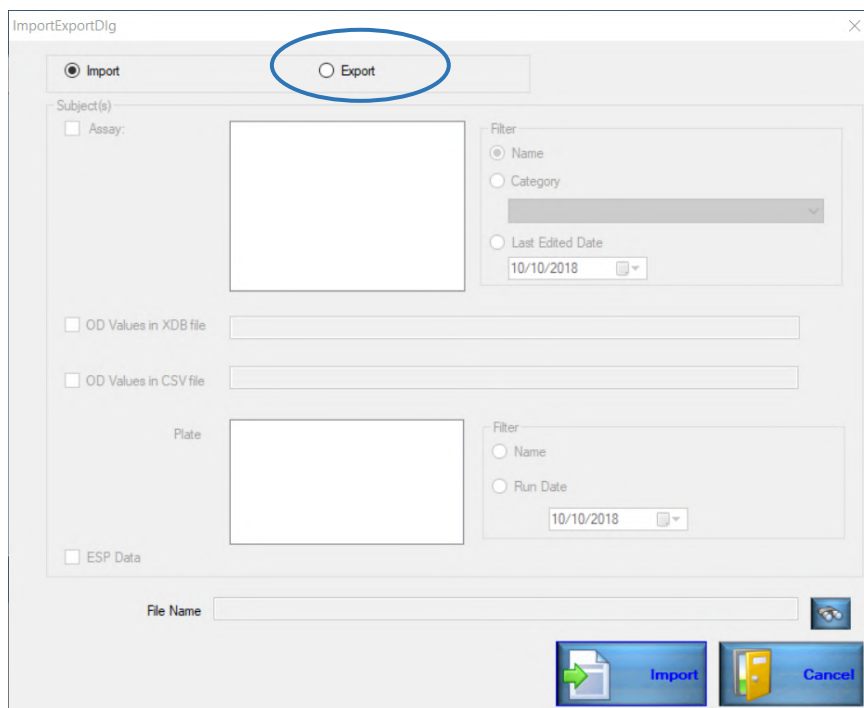 ImportExportDlg
Import
Export
Subject(s)
Assay:
Filter
Name
Category
Last Edited Date
10/10/2018
OD Values in XDB file
OD Values in CSV file
Plate
Filter
Name
Run Date
10/10/2018
ESP Data
File Name
Import
Cancel